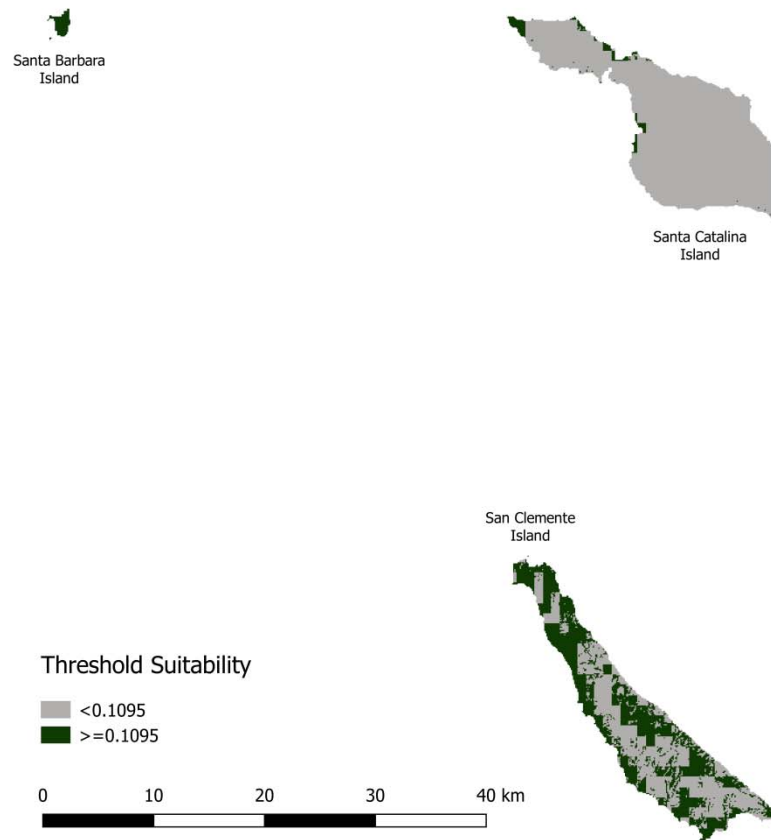 Santa Barbara
Island
Santa Catalina
Island
San Clemente
Island
Threshold Suitability
<0.1095
>=0.1095
0 10 20 30 40 km